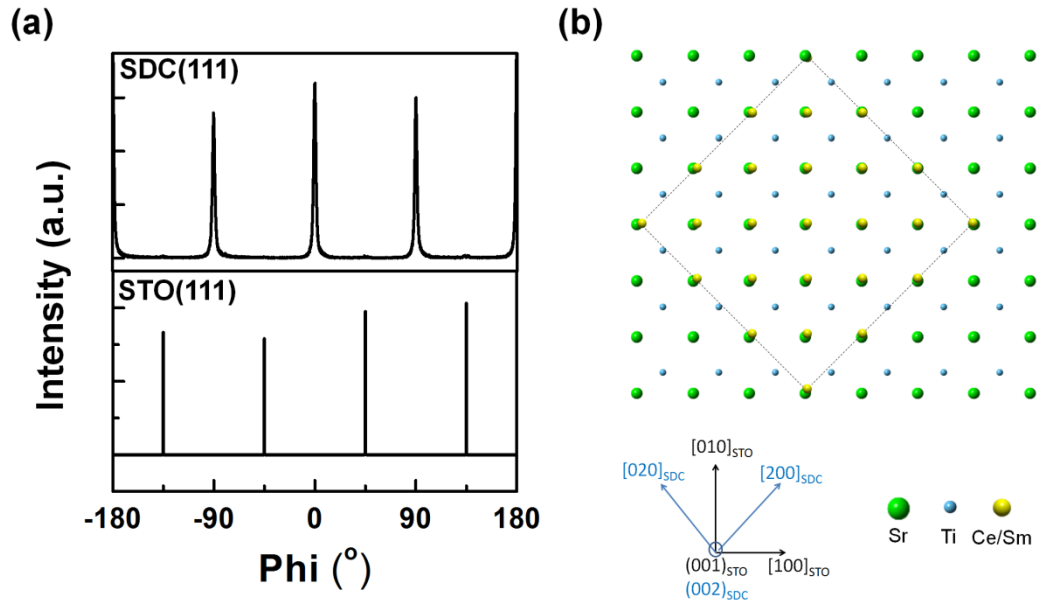 (a)
SDC(111)
STO(111)
Intensity (a.u.)
-180 -90 0 90 180
Phi (°)
(b)
[010]STO
[020]SDC [200]SDC
(001)STO [100]STO
(002)SDC
Sr Ti Ce/Sm